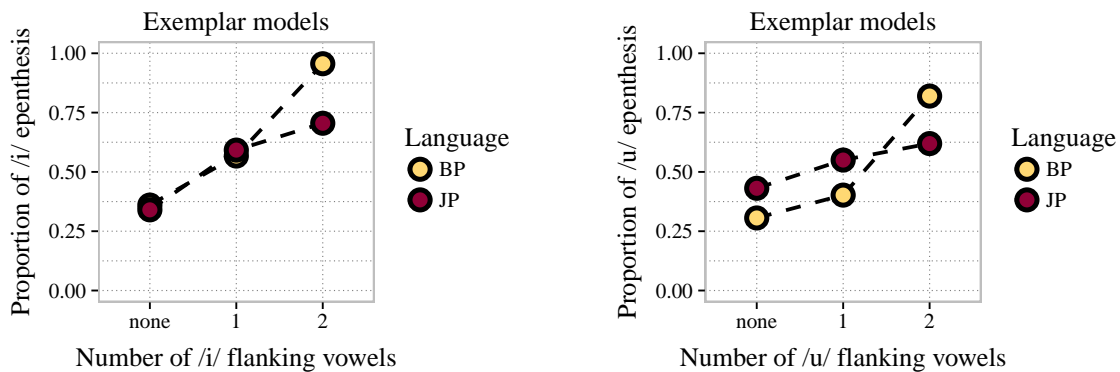 Exemplar models
1.00
0.75
0.50
0.25
0.00
Proportion of /i/ epenthesis
none 1 2
Number of /i/ flanking vowels
Language
BP
JP
Exemplar models
1.00
0.75
0.50
0.25
0.00
Proportion of /u/ epenthesis
none 1 2
Number of /u/ flanking vowels
Language
BP
JP